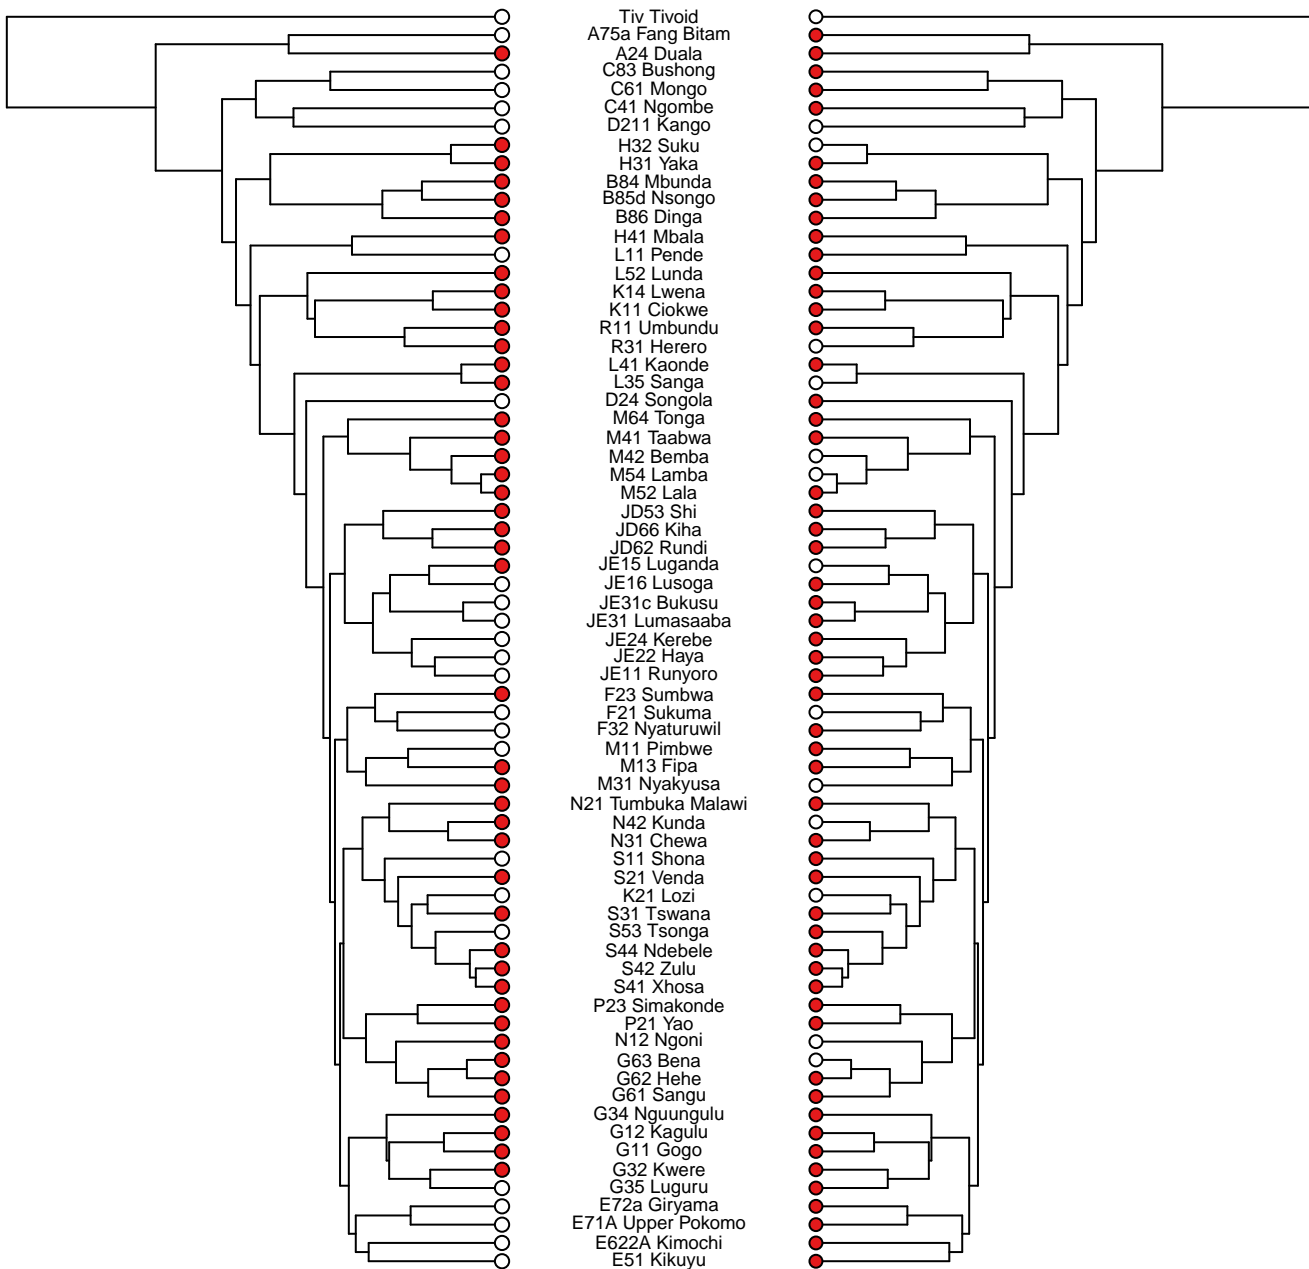 Tiv Tivoid
A75a Fang Bitam
A24 Duala
C83 Bushong
C61 Mongo
C41 Ngombe
D211 Kango
H32 Suku
H31 Yaka
B84 Mbunda
B85d Nsongo
B86 Dinga
H41 Mbala
L11 Pende
L52 Lunda
K14 Lwena
K11 Ciokwe
R11 Umbundu
R31 Herero
L41 Kaonde
L35 Sanga
D24 Songola
M64 Tonga
M41 Taabwa
M42 Bemba
M54 Lamba
M52 Lala
JD53 Shi
JD66 Kiha
JD62 Rundi
JE15 Luganda
JE16 Lusoga
JE31c Bukusu
JE31 Lumasaaba
JE24 Kerebe
JE22 Haya
JE11 Runyoro
F23 Sumbwa
F21 Sukuma
F32 Nyaturuwil
M11 Pimbwe
M13 Fipa
M31 Nyakyusa
N21 Tumbuka Malawi
N42 Kunda
N31 Chewa
S11 Shona
S21 Venda
K21 Lozi
S31 Tswana
S53 Tsonga
S44 Ndebele
S42 Zulu
S41 Xhosa
P23 Simakonde
P21 Yao
N12 Ngoni
G63 Bena
G62 Hehe
G61 Sangu
G34 Nguungulu
G12 Kagulu
G11 Gogo
G32 Kwere
G35 Luguru
E72a Giryama
E71A Upper Pokomo
E622A Kimochi
E51 Kikuyu